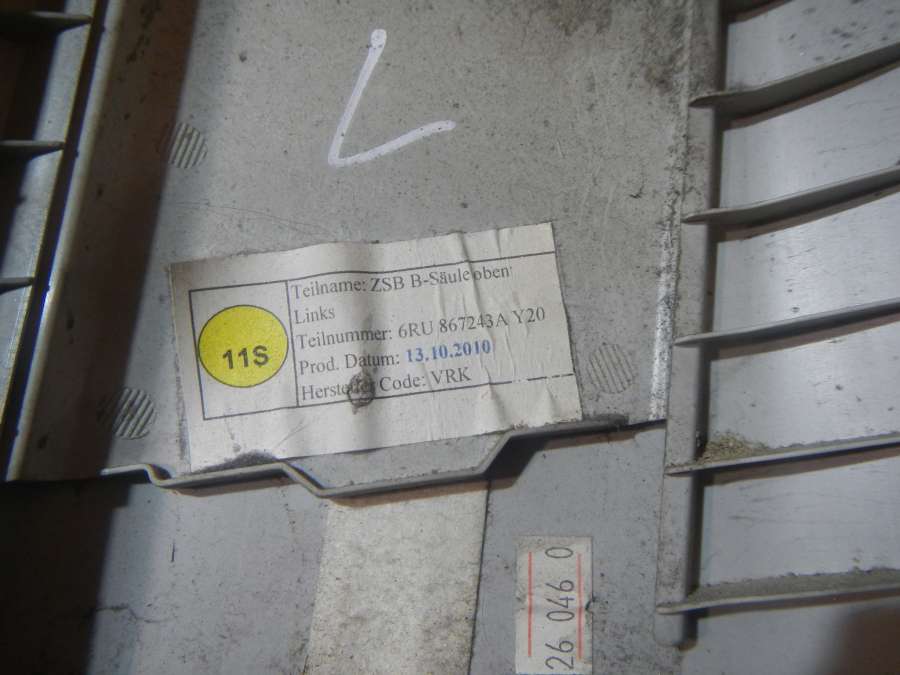 L
Teilname: ZSB B-Säule oben
Links
11S
Teilnummer: 6RU 867243A Y20
Prod. Datum: 13.10.2010
Hersteller Code: VRK
26 046 0